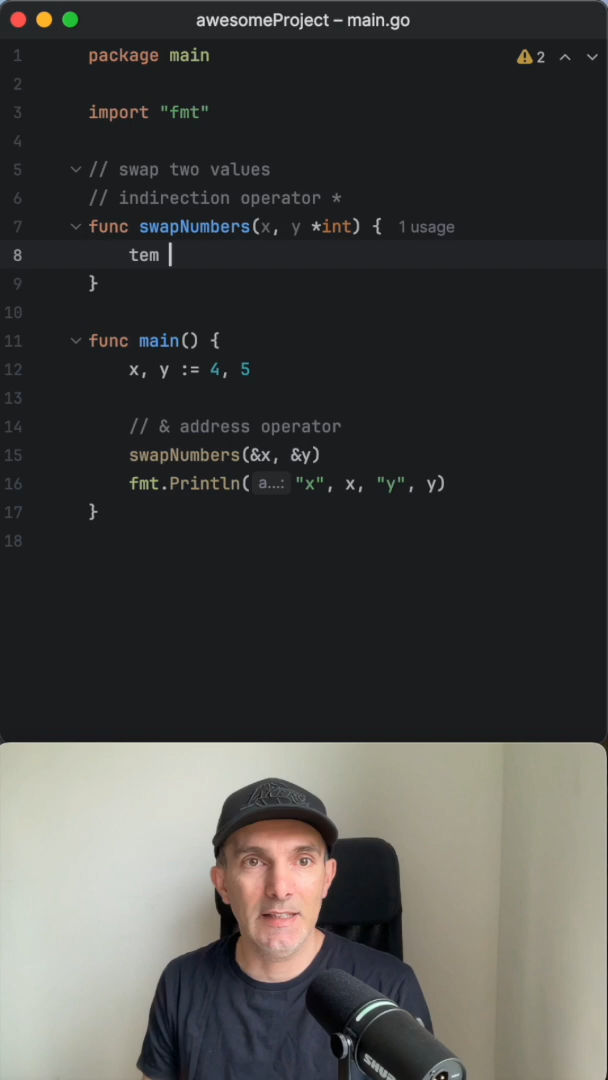 awesomeProject – main.go
1 package main
2
3 import "fmt"
4
5 // swap two values
6 // indirection operator *
7 func swapNumbers(x, y *int) { 1 usage
8 tem
9 }
10
11 func main() {
12 x, y := 4, 5
13
14 // & address operator
15 swapNumbers(&x, &y)
16 fmt.Println( a...: "x", x, "y", y)
17 }
18
2
SHURE